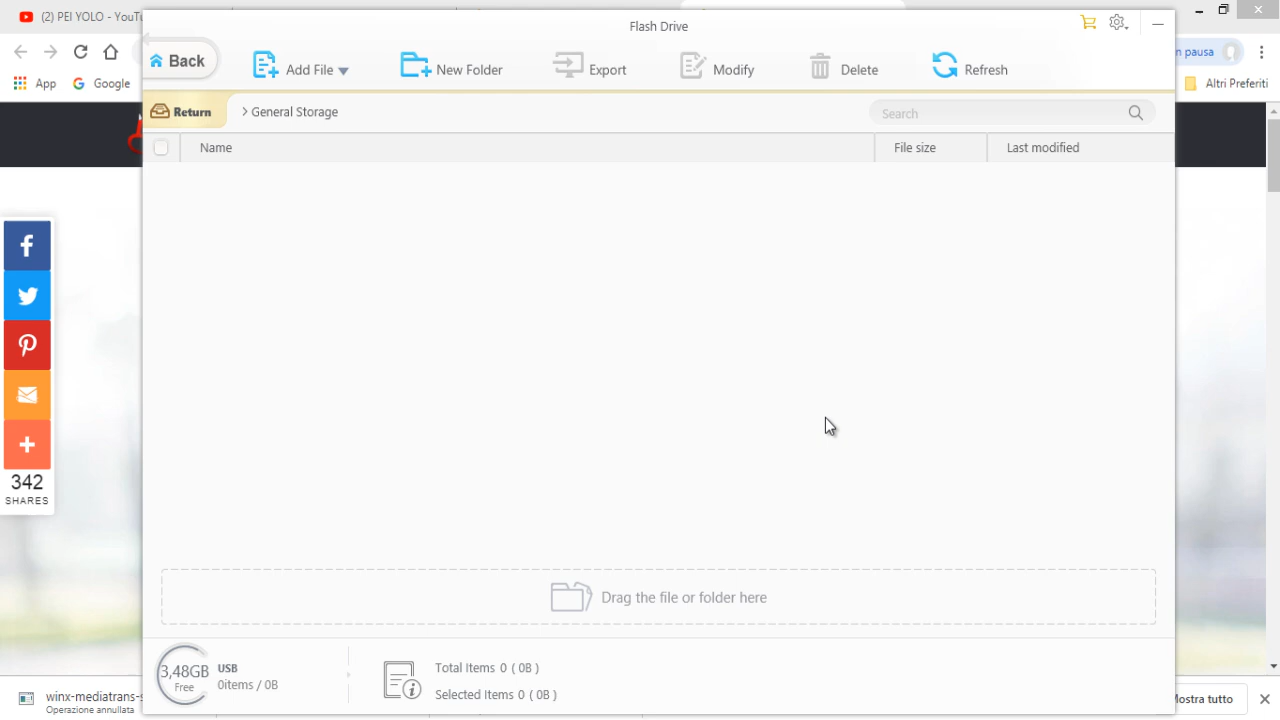 (2) PEI YOLO - YouTu
Flash Drive
Back
Add File
New Folder
Export
Modify
Delete
Refresh
n pausa
App
Google
Altri Preferiti
Return
> General Storage
Search
Name
File size
Last modified
342
SHARES
Drag the file or folder here
3,48GB
Free
USB
0items / 0B
Total Items 0 ( 0B )
Selected Items 0 ( 0B )
winx-mediatrans-s
Operazione annullata
Mostra tutto